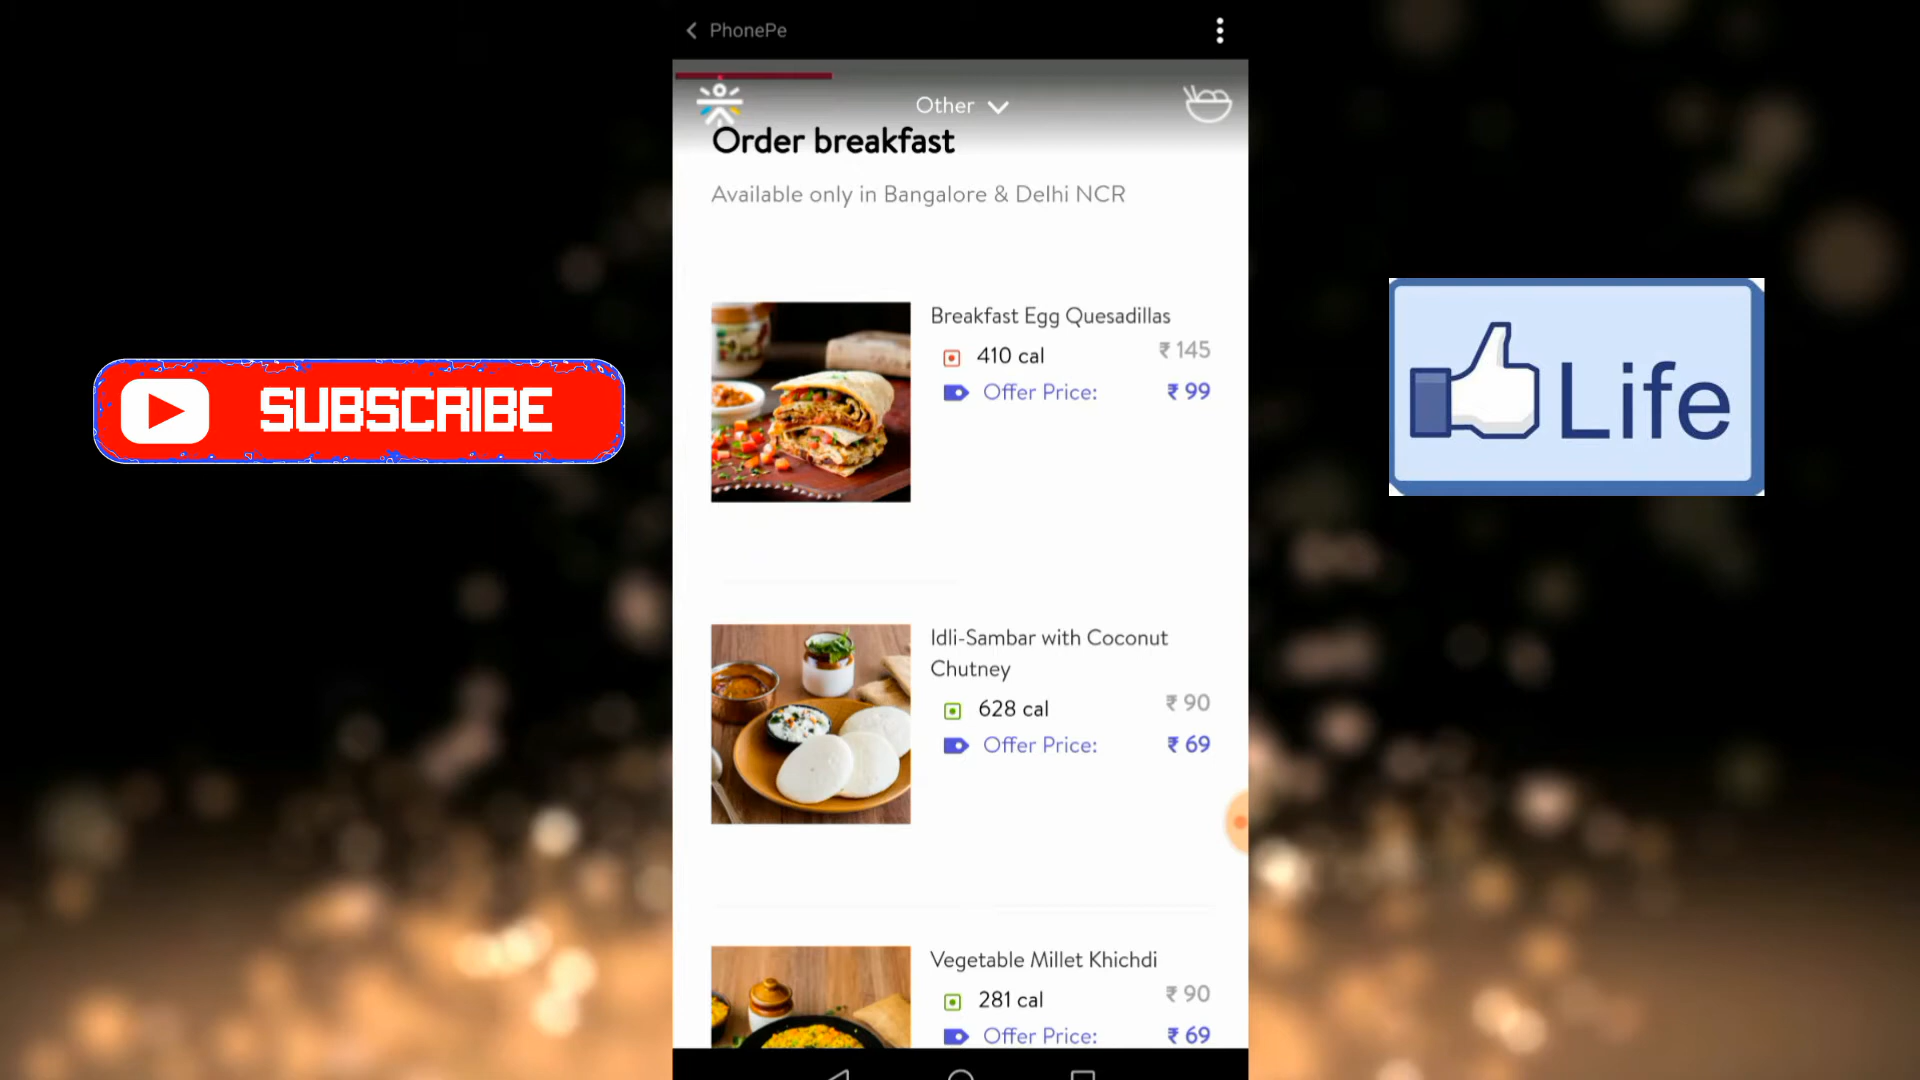 PhonePe
Other
Order breakfast
Available only in Bangalore & Delhi NCR
SUBSCRIBE
Life
Breakfast Egg Quesadillas
410 cal ₹ 145
Offer Price: ₹ 99
Idli-Sambar with Coconut
Chutney
628 cal ₹ 90
Offer Price: ₹ 69
Vegetable Millet Khichdi
281 cal ₹ 90
Offer Price: ₹ 69